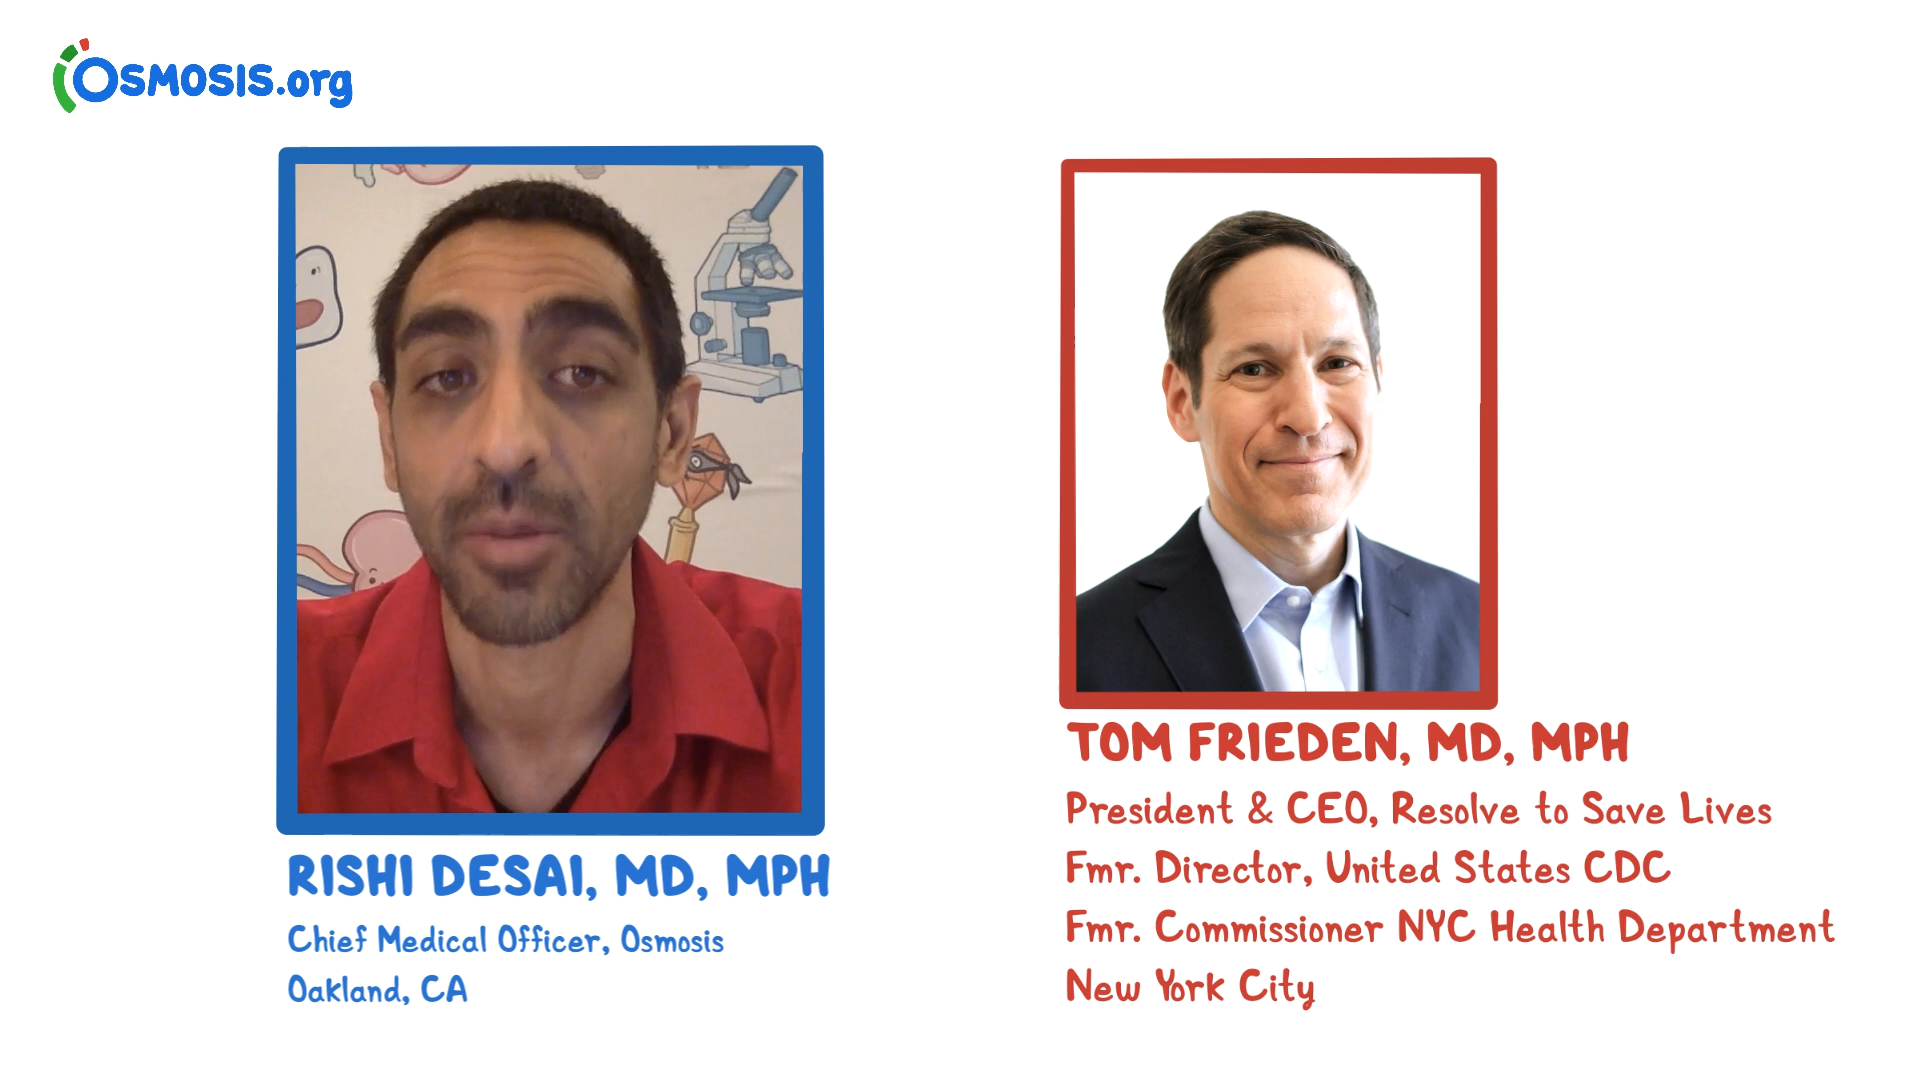 Osmosis.org
RISHI DESAI, MD, MPH
Chief Medical Officer, Osmosis
Oakland, CA
TOM FRIEDEN, MD, MPH
President & CEO, Resolve to Save Lives
Fmr. Director, United States CDC
Fmr. Commissioner NYC Health Department
New York City